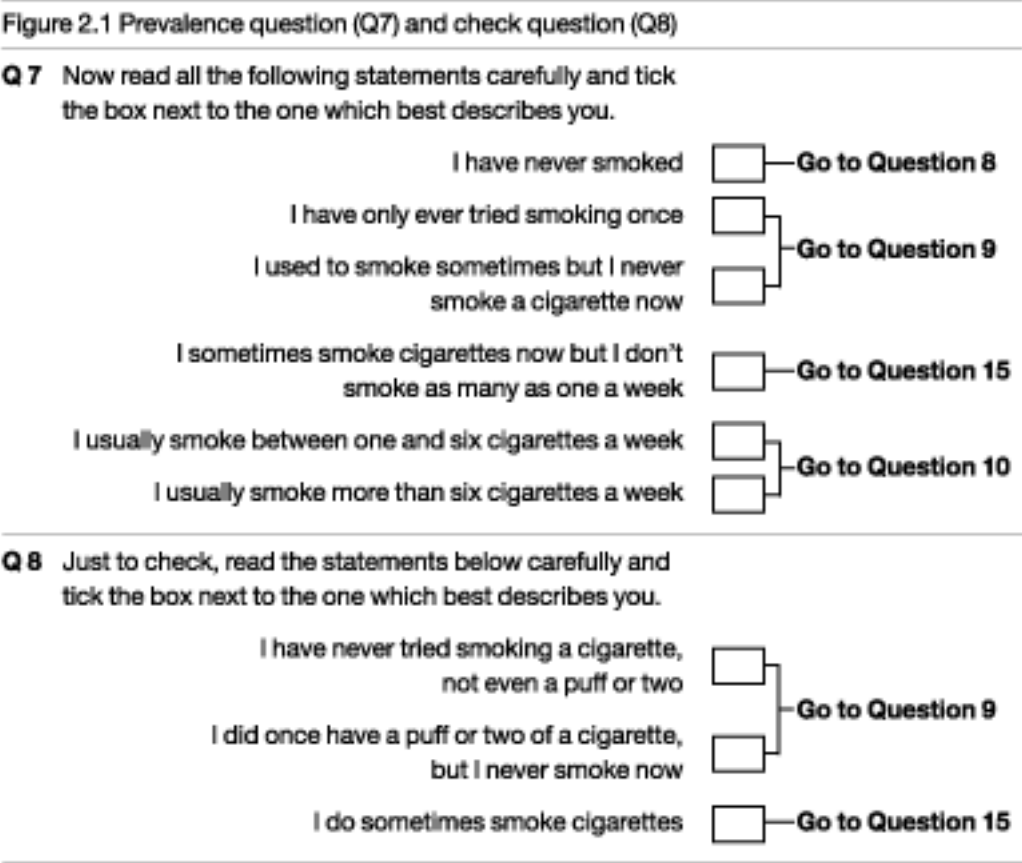 Figure 2.1 Prevalence question (Q7) and check question (Q8)
Q 7 Now read all the following statements carefully and tick
the box next to the one which best describes you.
I have never smoked Go to Question 8
I have only ever tried smoking once
Go to Question 9
I used to smoke sometimes but I never
smoke a cigarette now
I sometimes smoke cigarettes now but I don't
smoke as many as one a week
Go to Question 15
I usually smoke between one and six cigarettes a week
Go to Question 10
I usually smoke more than six cigarettes a week
Q 8 Just to check, read the statements below carefully and
tick the box next to the one which best describes you.
I have never tried smoking a cigarette,
not even a puff or two
Go to Question 9
I did once have a puff or two of a cigarette,
but I never smoke now
I do sometimes smoke cigarettes Go to Question 15